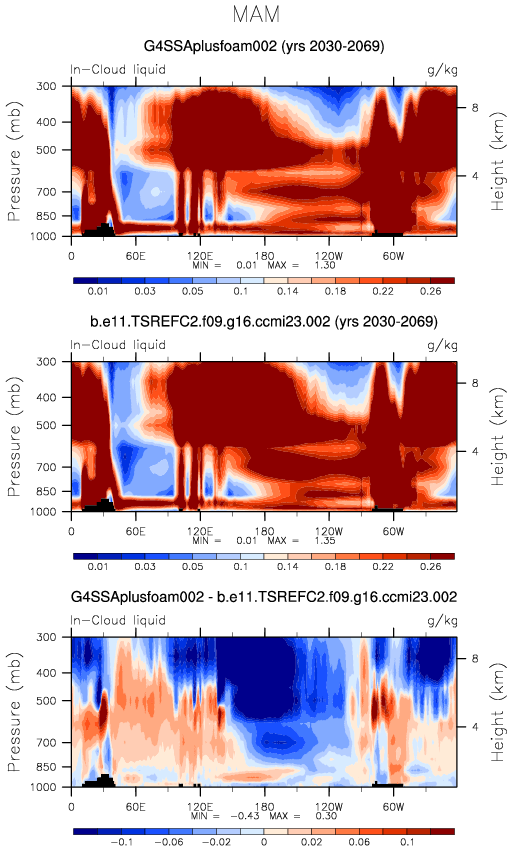 MAM
G4SSAplusfoam002 (yrs 2030-2069)
In-Cloud liquid g/kg
Pressure (mb)
Height (km)
300
400
500
700
850
1000
8
4
0 60E 120E 180 120W 60W
MIN = 0.01 MAX = 1.30
0.01 0.03 0.05 0.1 0.14 0.18 0.22 0.26
b.e11.TSREFC2.f09.g16.ccmi23.002 (yrs 2030-2069)
In-Cloud liquid g/kg
Pressure (mb)
Height (km)
300
400
500
700
850
1000
8
4
0 60E 120E 180 120W 60W
MIN = 0.01 MAX = 1.35
0.01 0.03 0.05 0.1 0.14 0.18 0.22 0.26
G4SSAplusfoam002 - b.e11.TSREFC2.f09.g16.ccmi23.002
In-Cloud liquid g/kg
Pressure (mb)
Height (km)
300
400
500
700
850
1000
8
4
0 60E 120E 180 120W 60W
MIN = -0.43 MAX = 0.30
-0.1 -0.06 -0.02 0 0.02 0.06 0.1